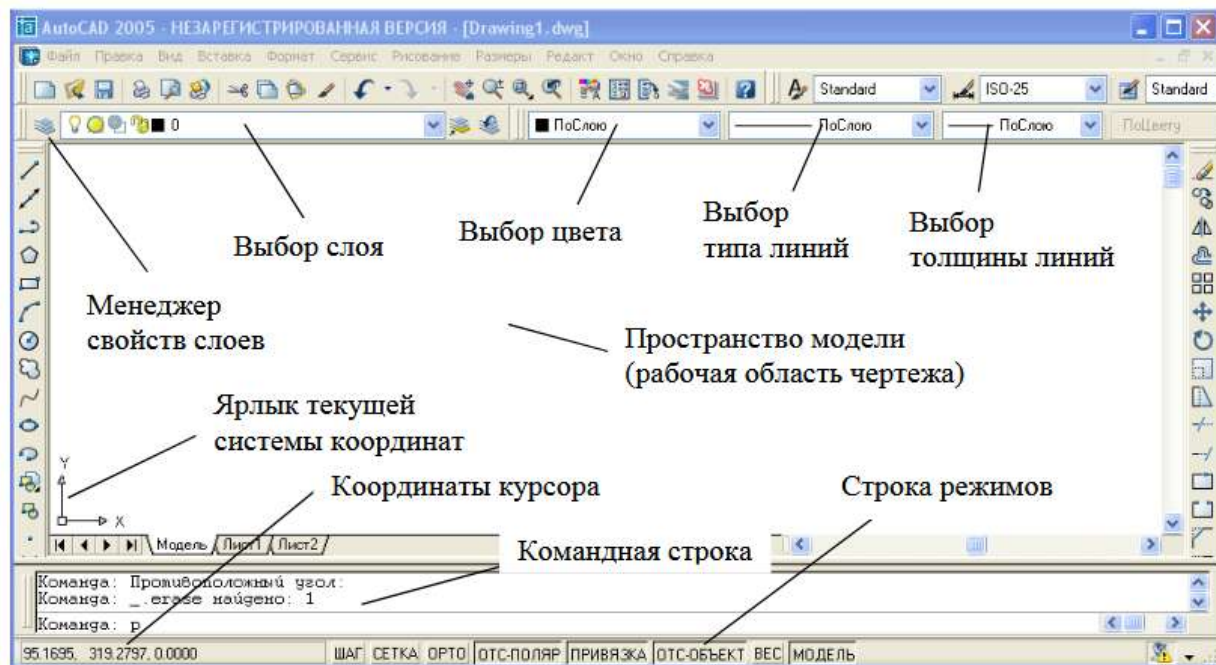 AutoCAD 2005 - НЕЗАРЕГИСТРИРОВАННАЯ ВЕРСИЯ - [Drawing1.dwg]
Файл Правка Вид Вставка Формат Сервис Рисование Размеры Редакт Окно Справка
Standard ISO-25 Standard
0 ПоСлою ПоСлою ПоСлою ПоЦвету
Выбор слоя
Выбор цвета
Выбор
типа линий
Выбор
толщины линий
Менеджер
свойств слоев
Пространство модели
(рабочая область чертежа)
Ярлык текущей
системы координат
Y
X
Координаты курсора
Строка режимов
Модель Лист1 Лист2
Командная строка
Команда: Противоположный угол:
Команда: _.erase найдено: 1
Команда: р
95.1695, 319.2797, 0.0000 ШАГ СЕТКА ОРТО ОТС-ПОЛЯР ПРИВЯЗКА ОТС-ОБЪЕКТ ВЕС МОДЕЛЬ